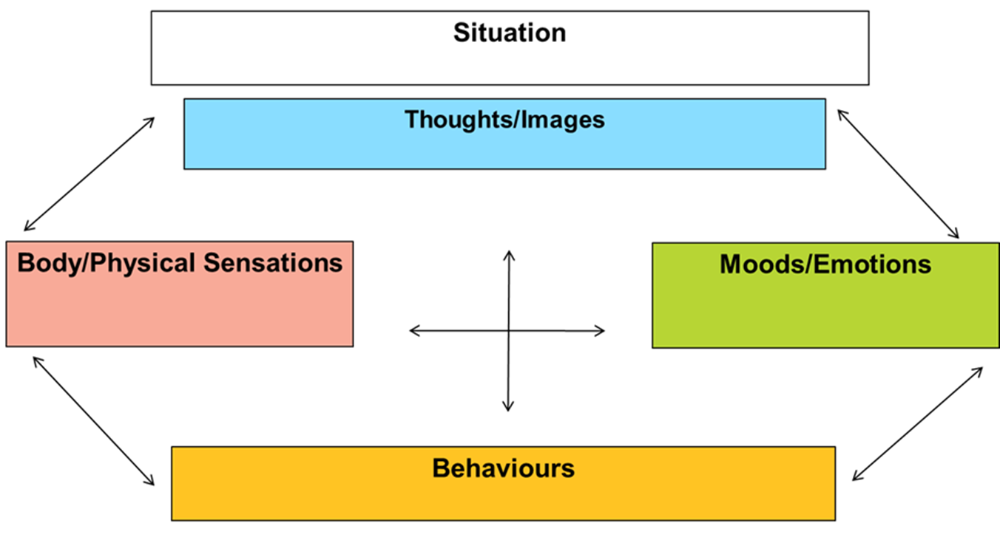 Situation
Thoughts/Images
Body/Physical Sensations
Moods/Emotions
Behaviours